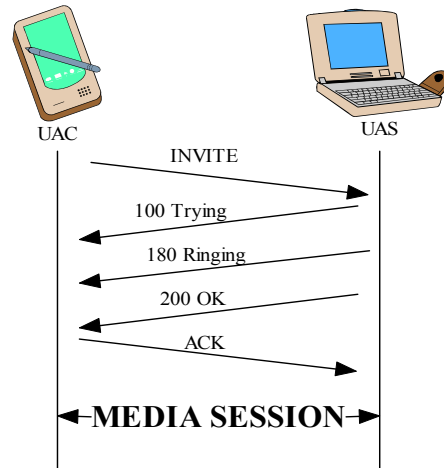 UAC
UAS
INVITE
100 Trying
180 Ringing
200 OK
ACK
MEDIA SESSION